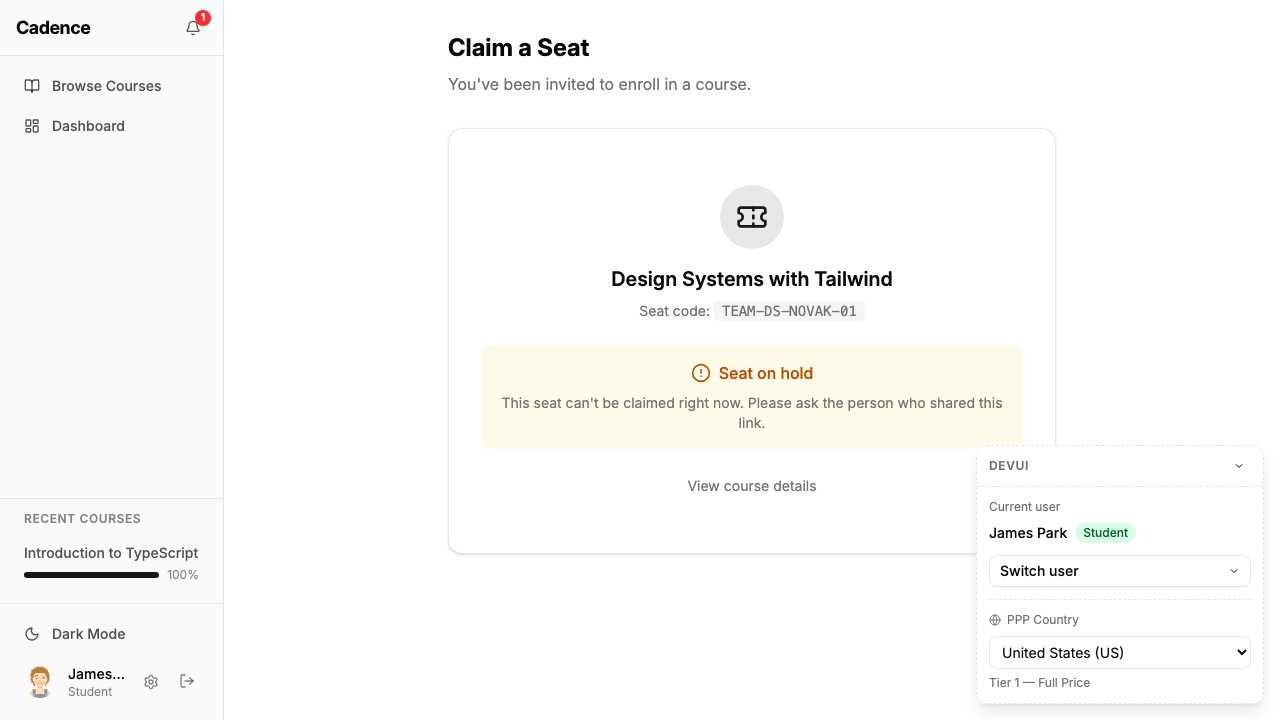 Cadence
1
Browse Courses
Dashboard
RECENT COURSES
Introduction to TypeScript
100%
Dark Mode
James...
Student
Claim a Seat
You've been invited to enroll in a course.
Design Systems with Tailwind
Seat code: TEAM-DS-NOVAK-01
Seat on hold
This seat can't be claimed right now. Please ask the person who shared this
link.
View course details
DEVUI
Current user
James Park Student
Switch user
PPP Country
United States (US)
Tier 1 — Full Price